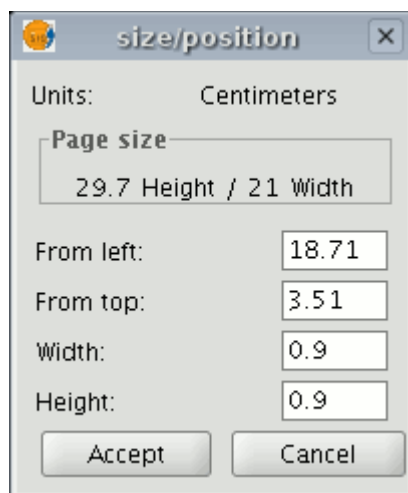 size/position
Units: Centimeters
Page size
29.7 Height / 21 Width
From left: 18.71
From top: 3.51
Width: 0.9
Height: 0.9
Accept Cancel